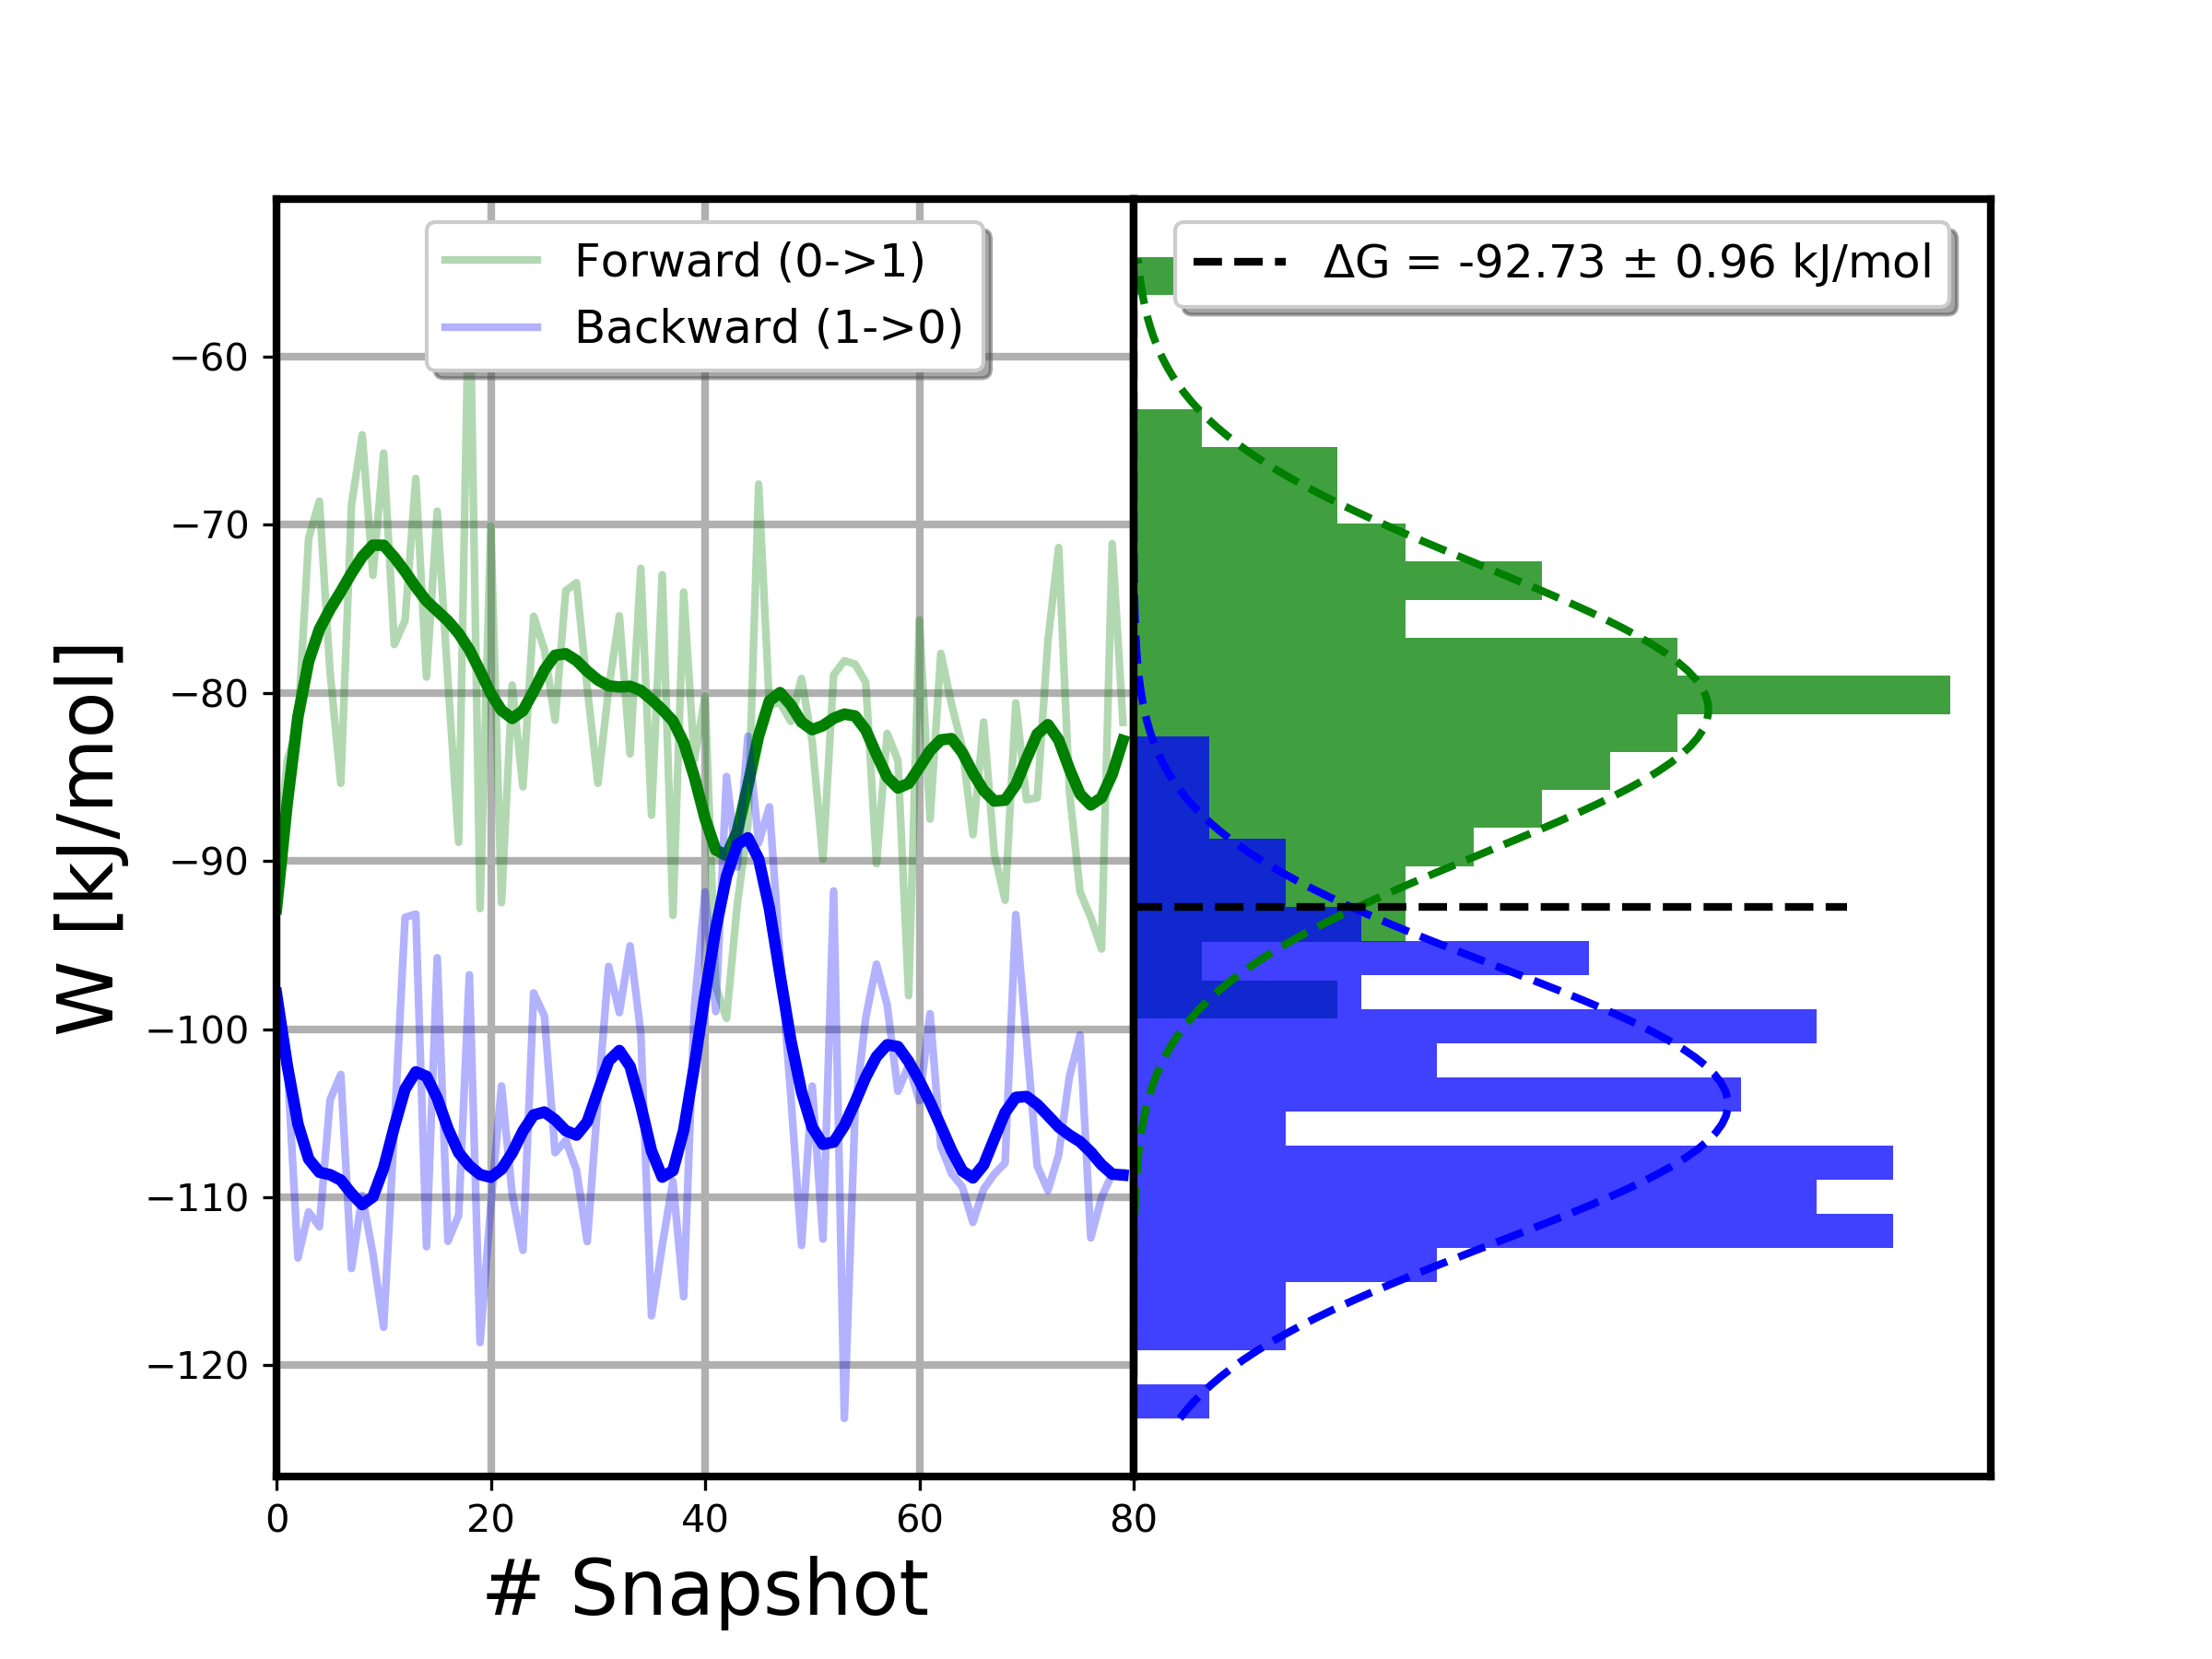 Forward (0->1)
Backward (1->0)
ΔG = -92.73 ± 0.96 kJ/mol
W [kJ/mol]
−60
−70
−80
−90
−100
−110
−120
0 20 40 60 80
# Snapshot